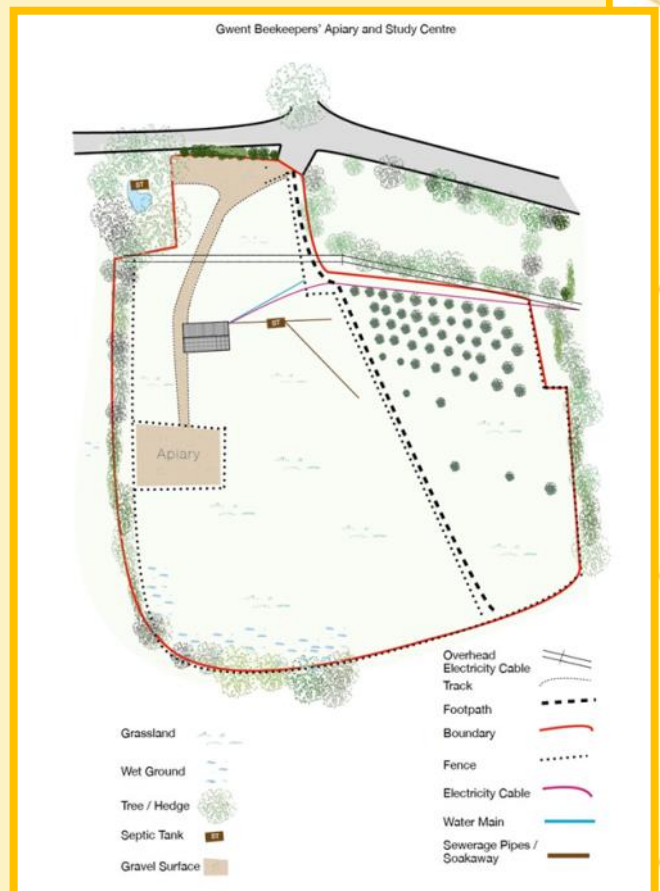 Gwent Beekeepers' Apiary and Study Centre
ST
ST
Apiary
Grassland
Wet Ground
Tree / Hedge
Septic Tank
ST
Gravel Surface
Overhead
Electricity Cable
Track
Footpath
Boundary
Fence
Electricity Cable
Water Main
Sewerage Pipes /
Soakaway